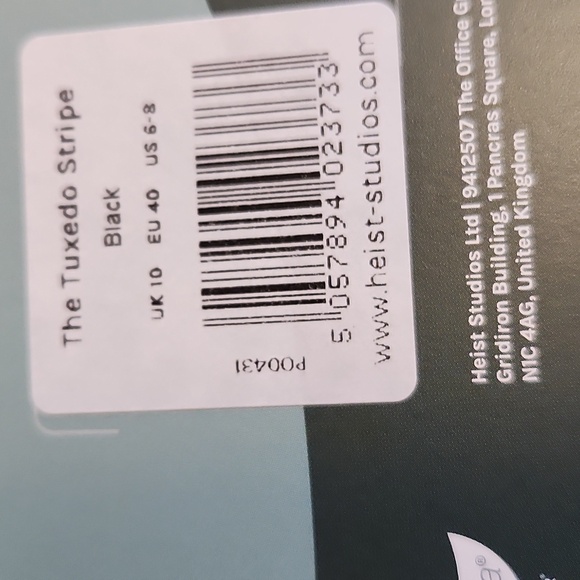 The Tuxedo Stripe
Black
UK 10 EU 40 US 6-8
5 057894 023733
www.heist-studios.com
P00431
Heist Studios Ltd | 9412507 The Office
Gridiron Building, 1 Pancras Square,
N1C 4AG, United Kingdom